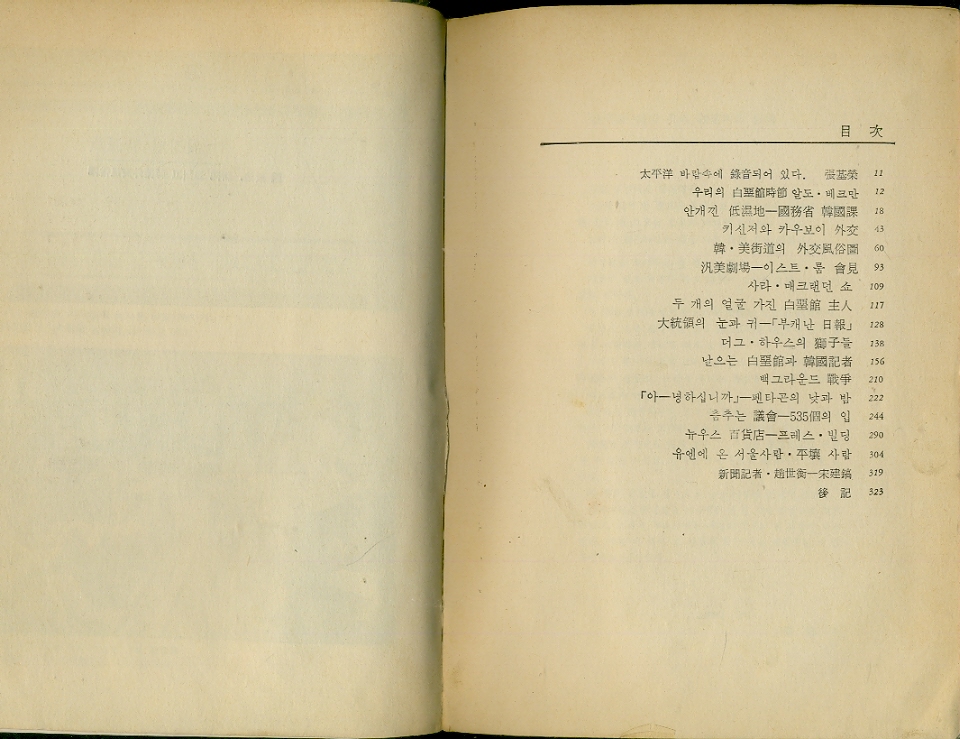 目 次
太平洋 바람속에 錄音되어 있다. 張基榮 11
우리의 白堊館時節 알도·베크만 12
안개낀 低濕地—國務省 韓國課 18
키신저와 카우보이 外交 43
韓·美街道의 外交風俗圖 60
汎美劇場—이스트·룸 會見 93
사라·매크랜던 쇼 109
두 개의 얼굴 가진 白堊館 主人 117
大統領의 눈과 귀—「부개난 日報」 128
더그·하우스의 獅子들 138
난으는 白堊館과 韓國記者 156
백그라운드 戰爭 210
「아—녕하십니까」—펜타곤의 낮과 밤 222
춤추는 議會—535個의 입 244
뉴우스 百貨店—프레스·빌딩 290
유엔에 온 서울사람·平壤 사람 304
新聞記者·趙世衡—宋建鎬 319
後 記 323